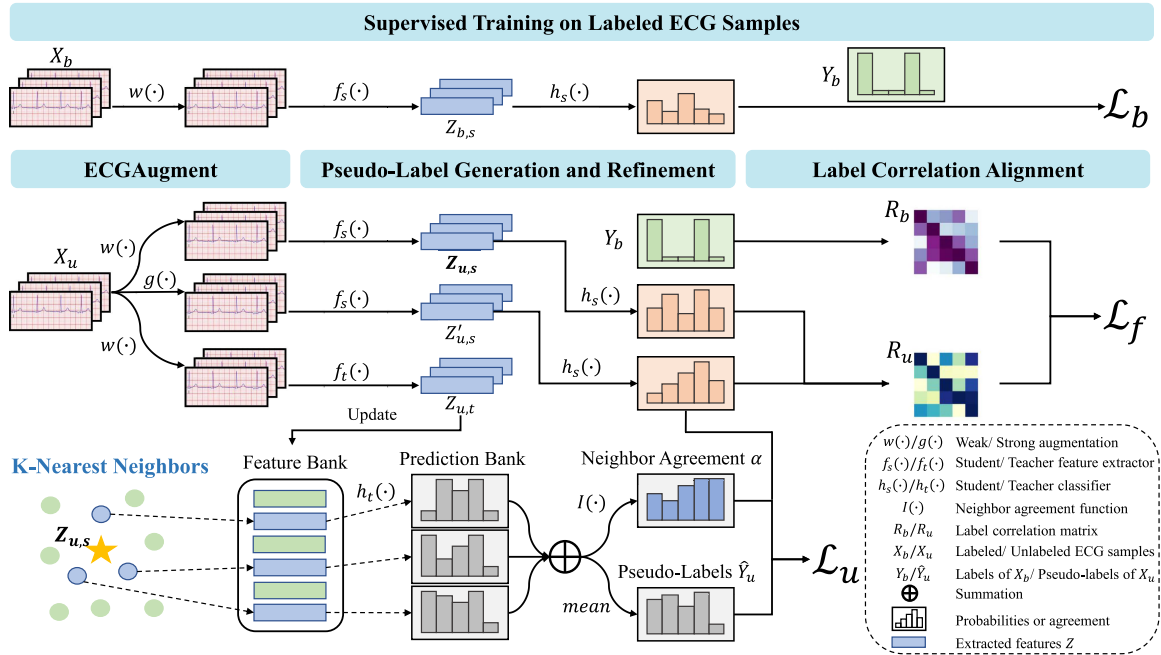 Supervised Training on Labeled ECG Samples
X_b
w(·)
f_s(·)
Z_{b,s}
h_s(·)
Y_b
ℒ_b
ECGAugment
Pseudo-Label Generation and Refinement
Label Correlation Alignment
X_u
w(·)
g(·)
w(·)
f_s(·)
Z_{u,s}
f_s(·)
Z'_{u,s}
f_t(·)
Z_{u,t}
Y_b
h_s(·)
h_s(·)
R_b
R_u
ℒ_f
Update
K-Nearest Neighbors
Z_{u,s}
Feature Bank
h_t(·)
Prediction Bank
I(·)
mean
Neighbor Agreement α
Pseudo-Labels Ŷ_u
ℒ_u
w(·)/g(·) Weak/ Strong augmentation
f_s(·)/f_t(·) Student/ Teacher feature extractor
h_s(·)/h_t(·) Student/ Teacher classifier
I(·) Neighbor agreement function
R_b/R_u Label correlation matrix
X_b/X_u Labeled/ Unlabeled ECG samples
Y_b/Ŷ_u Labels of X_b/ Pseudo-labels of X_u
⊕ Summation
Probabilities or agreement
Extracted features Z